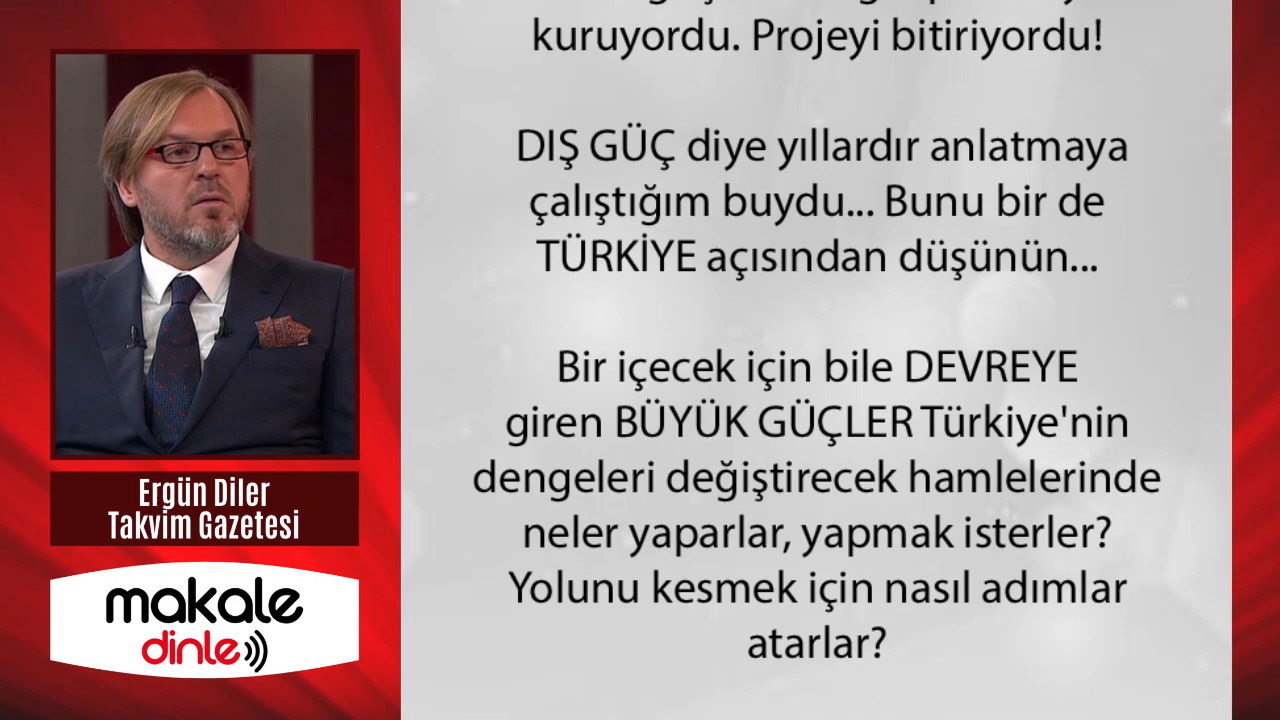 kuruyordu. Projeyi bitiriyordu!
DIŞ GÜÇ diye yıllardır anlatmaya
çalıştığım buydu... Bunu bir de
TÜRKİYE açısından düşünün...
Bir içecek için bile DEVREYE
giren BÜYÜK GÜÇLER Türkiye'nin
dengeleri değiştirecek hamlelerinde
neler yaparlar, yapmak isterler?
Yolunu kesmek için nasıl adımlar
atarlar?
Ergün Diler
Takvim Gazetesi
makale
dinle